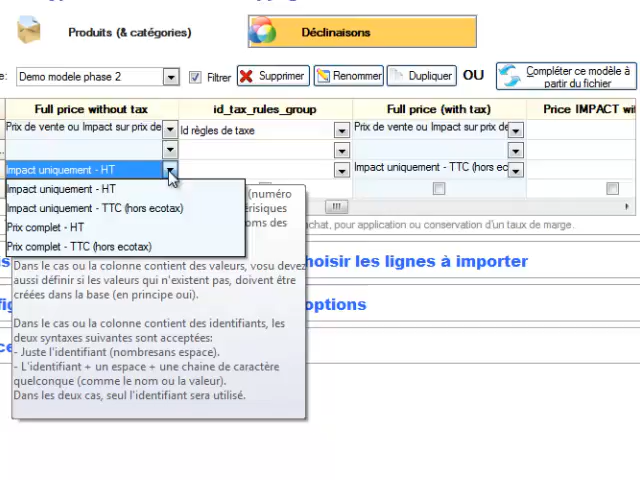 Produits (& catégories)
Déclinaisons
e:
Demo modele phase 2
Filtrer
Supprimer
Renommer
Dupliquer
OU
Compléter ce modèle à
partir du fichier
Full price without tax
id_tax_rules_group
Full price (with tax)
Price IMPACT wit
Prix de vente ou Impact sur prix de
Id règles de taxe
Prix de vente ou Impact sur prix de
Impact uniquement - HT
Impact uniquement - TTC (hors ec
Impact uniquement - HT
Impact uniquement - TTC (hors ecotax)
Prix complet - HT
Prix complet - TTC (hors ecotax)
(numéro
érisiques
oms des
chat, pour application ou conservation d'un taux de marge.
hoisir les lignes à importer
options
Dans le cas ou la colonne contient des valeurs, vosu devez
aussi définir si les valeurs qui n'existent pas, doivent être
créées dans la base (en principe oui).
Dans le cas ou la colonne contient des identifiants, les
deux syntaxes suivantes sont acceptées:
- Juste l'identifiant (nombresans espace).
- L'identifiant + un espace + une chaine de caractère
quelconque (comme le nom ou la valeur).
Dans les deux cas, seul l'identifiant sera utilisé.